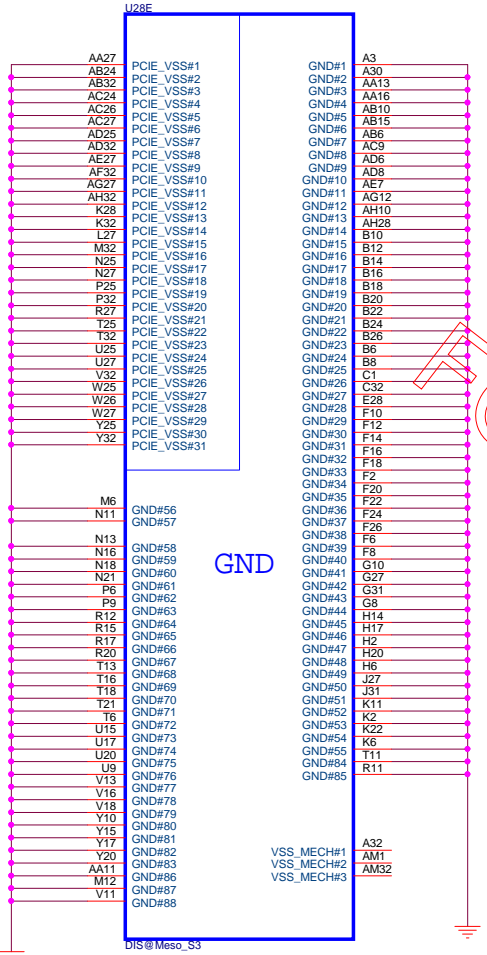 U28E
AA27 PCIE_VSS#1
AB24 PCIE_VSS#2
AB32 PCIE_VSS#3
AC24 PCIE_VSS#4
AC26 PCIE_VSS#5
AC27 PCIE_VSS#6
AD25 PCIE_VSS#7
AD32 PCIE_VSS#8
AE27 PCIE_VSS#9
AF32 PCIE_VSS#10
AG27 PCIE_VSS#11
AH32 PCIE_VSS#12
K28 PCIE_VSS#13
K32 PCIE_VSS#14
L27 PCIE_VSS#15
M32 PCIE_VSS#16
N25 PCIE_VSS#17
N27 PCIE_VSS#18
P25 PCIE_VSS#19
P32 PCIE_VSS#20
R27 PCIE_VSS#21
T25 PCIE_VSS#22
T32 PCIE_VSS#23
U25 PCIE_VSS#24
U27 PCIE_VSS#25
V32 PCIE_VSS#26
W25 PCIE_VSS#27
W26 PCIE_VSS#28
W27 PCIE_VSS#29
Y25 PCIE_VSS#30
Y32 PCIE_VSS#31
M6 GND#56
N11 GND#57
N13 GND#58
N16 GND#59
N18 GND#60
N21 GND#61
P6 GND#62
P9 GND#63
R12 GND#64
R15 GND#65
R17 GND#66
R20 GND#67
T13 GND#68
T16 GND#69
T18 GND#70
T21 GND#71
T6 GND#72
U15 GND#73
U17 GND#74
U20 GND#75
U9 GND#76
V13 GND#77
V16 GND#78
V18 GND#79
Y10 GND#80
Y15 GND#81
Y17 GND#82
Y20 GND#83
AA11 GND#86
M12 GND#87
V11 GND#88
GND
GND#1 A3
GND#2 A30
GND#3 AA13
GND#4 AA16
GND#5 AB10
GND#6 AB15
GND#7 AB6
GND#8 AC9
GND#9 AD6
GND#10 AD8
GND#11 AE7
GND#12 AG12
GND#13 AH10
GND#14 AH28
GND#15 B10
GND#16 B12
GND#17 B14
GND#18 B16
GND#19 B18
GND#20 B20
GND#21 B22
GND#22 B24
GND#23 B26
GND#24 B6
GND#25 B8
GND#26 C1
GND#27 C32
GND#28 E28
GND#29 F10
GND#30 F12
GND#31 F14
GND#32 F16
GND#33 F18
GND#34 F2
GND#35 F20
GND#36 F22
GND#37 F24
GND#38 F26
GND#39 F6
GND#40 F8
GND#41 G10
GND#42 G27
GND#43 G31
GND#44 G8
GND#45 H14
GND#46 H17
GND#47 H2
GND#48 H20
GND#49 H6
GND#50 J27
GND#51 J31
GND#52 K11
GND#53 K2
GND#54 K22
GND#55 K6
GND#84 T11
GND#85 R11
VSS_MECH#1 A32
VSS_MECH#2 AM1
VSS_MECH#3 AM32
DIS@Meso_S3